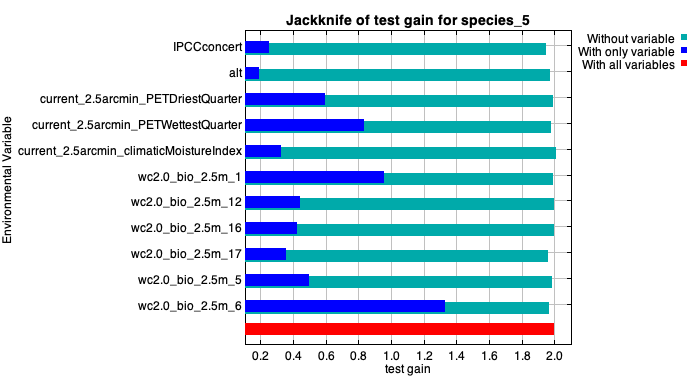 Jackknife of test gain for species_5
Without variable
With only variable
With all variables
Environmental Variable
IPCCconcert
alt
current_2.5arcmin_PETDriestQuarter
current_2.5arcmin_PETWettestQuarter
current_2.5arcmin_climaticMoistureIndex
wc2.0_bio_2.5m_1
wc2.0_bio_2.5m_12
wc2.0_bio_2.5m_16
wc2.0_bio_2.5m_17
wc2.0_bio_2.5m_5
wc2.0_bio_2.5m_6
0.2 0.4 0.6 0.8 1.0 1.2 1.4 1.6 1.8 2.0
test gain